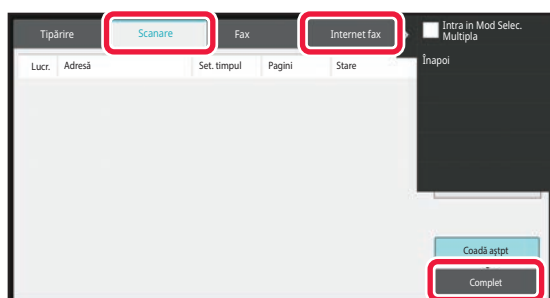 Tipărire Scanare Fax Internet fax
Intra in Mod Selec.
Multipla
Înapoi
Lucr. Adresă Set. timpul Pagini Stare
Coadă aştpt
Complet